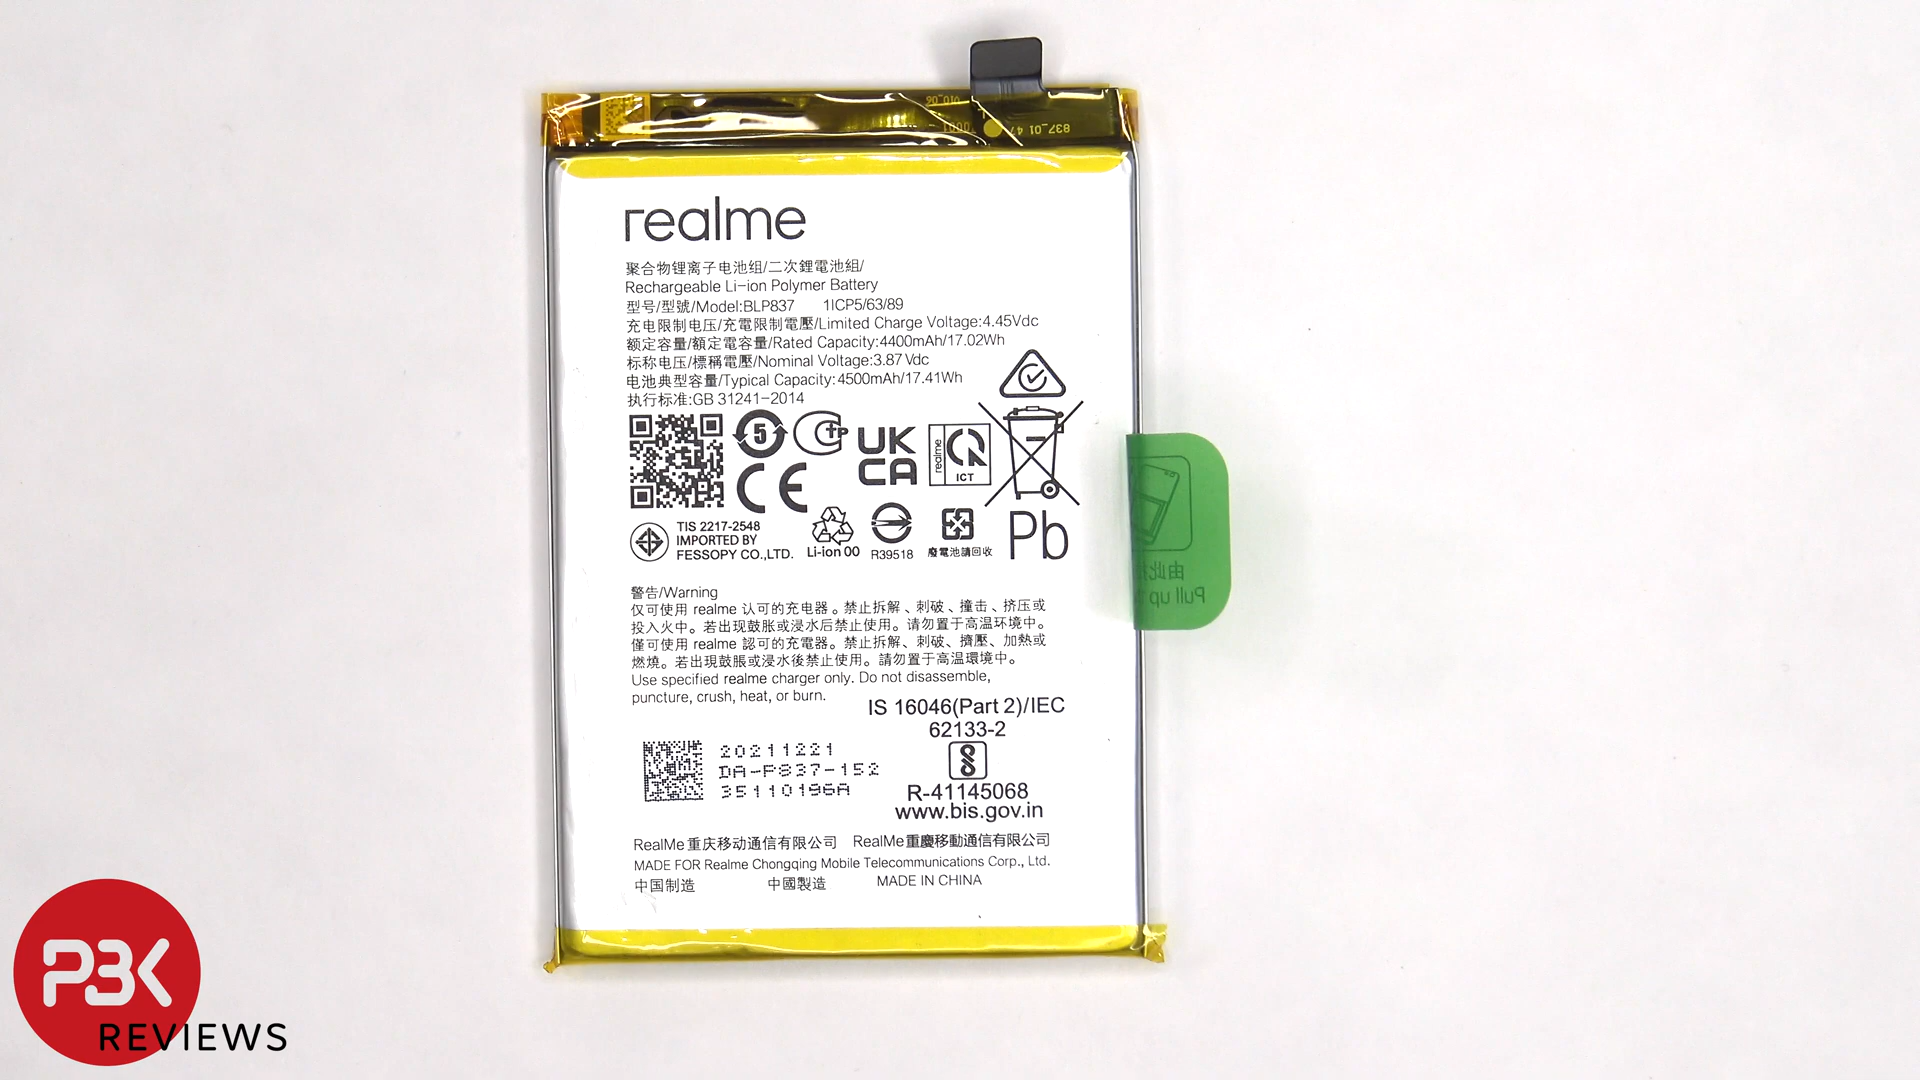 837_01 47
realme
聚合物锂离子电池组/二次鋰電池組/
Rechargeable Li-ion Polymer Battery
型号/型號/Model:BLP837 1ICP5/63/89
充电限制电压/充電限制電壓/Limited Charge Voltage:4.45Vdc
额定容量/額定電容量/Rated Capacity:4400mAh/17.02Wh
标称电压/標稱電壓/Nominal Voltage:3.87Vdc
电池典型容量/Typical Capacity:4500mAh/17.41Wh
执行标准:GB 31241-2014
5
UK
CA
realme
ICT
CE
TIS 2217-2548
IMPORTED BY
FESSOPY CO.,LTD.
Li-ion 00
R39518
廢電池請回收
Pb
由此
Pull up
警告/Warning
仅可使用 realme 认可的充电器。禁止拆解、刺破、撞击、挤压或
投入火中。若出现鼓胀或浸水后禁止使用。请勿置于高温环境中。
僅可使用 realme 認可的充電器。禁止拆解、刺破、擠壓、加熱或
燃燒。若出現鼓脹或浸水後禁止使用。請勿置于高溫環境中。
Use specified realme charger only. Do not disassemble,
puncture, crush, heat, or burn.
IS 16046(Part 2)/IEC
62133-2
20211221
DA-P837-152
35110196A
R-41145068
www.bis.gov.in
RealMe重庆移动通信有限公司 RealMe重慶移動通信有限公司
MADE FOR Realme Chongqing Mobile Telecommunications Corp., Ltd.
中国制造 中國製造 MADE IN CHINA
PBK
REVIEWS